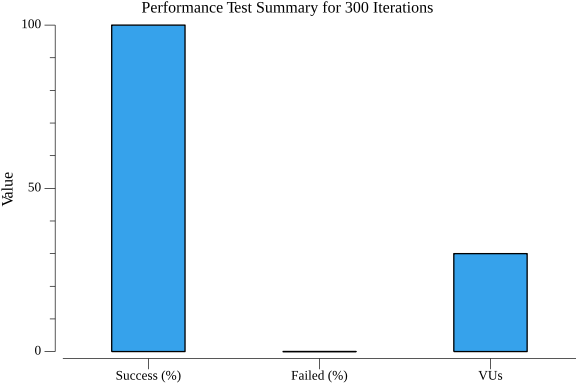 Performance Test Summary for 300 Iterations
100
50
0
Value
Success (%)
Failed (%)
VUs